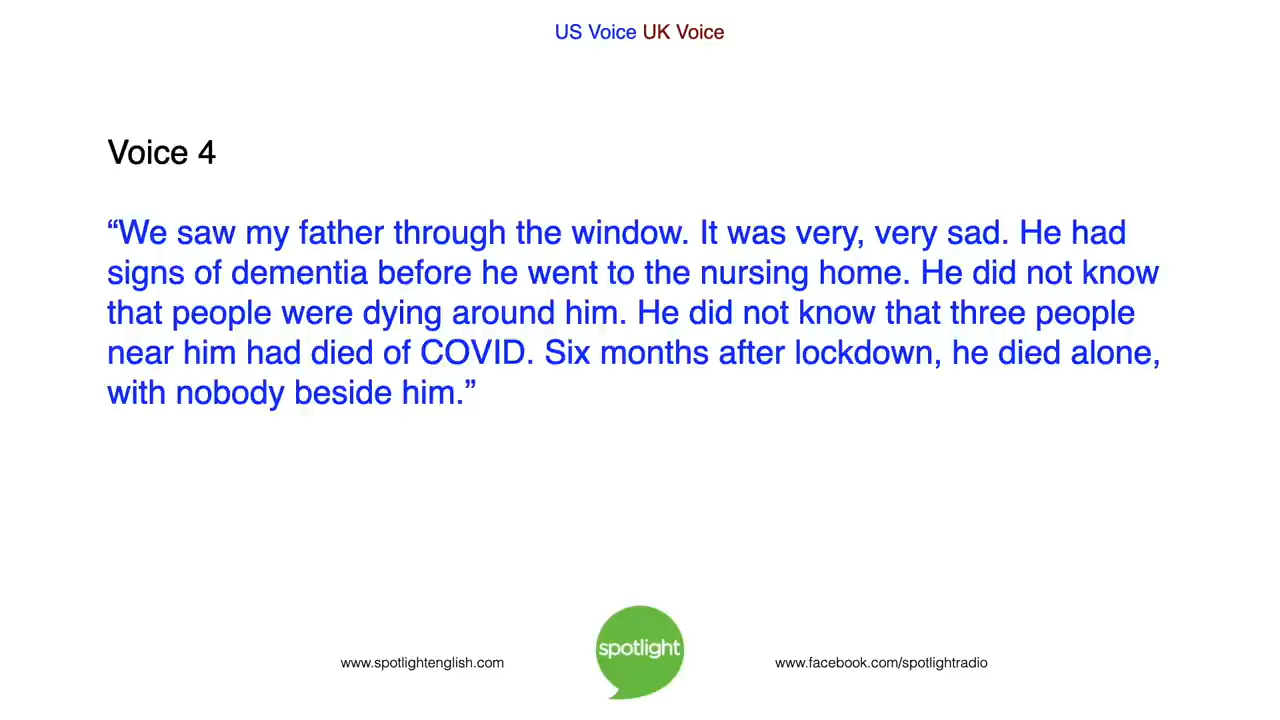 US Voice UK Voice
Voice 4
“We saw my father through the window. It was very, very sad. He had
signs of dementia before he went to the nursing home. He did not know
that people were dying around him. He did not know that three people
near him had died of COVID. Six months after lockdown, he died alone,
with nobody beside him.”
www.spotlightenglish.com
spotlight
www.facebook.com/spotlightradio